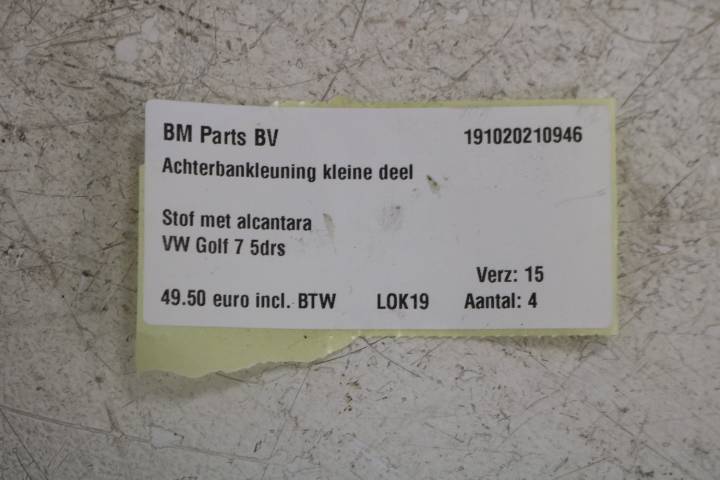 BM Parts BV 191020210946
Achterbankleuning kleine deel
Stof met alcantara
VW Golf 7 5drs
Verz: 15
49.50 euro incl. BTW LOK19 Aantal: 4